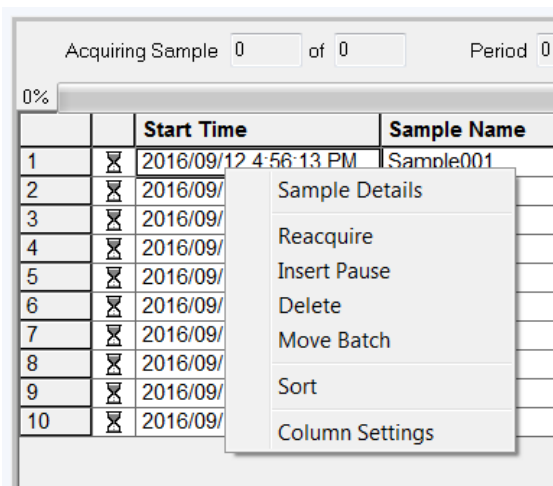 Acquiring Sample 0 of 0 Period 0
0%
Start Time Sample Name
1 2016/09/12 4:56:13 PM Sample001
2 2016/09/
3 2016/09/
4 2016/09/
5 2016/09/
6 2016/09/
7 2016/09/
8 2016/09/
9 2016/09/
10 2016/09/
Sample Details
Reacquire
Insert Pause
Delete
Move Batch
Sort
Column Settings